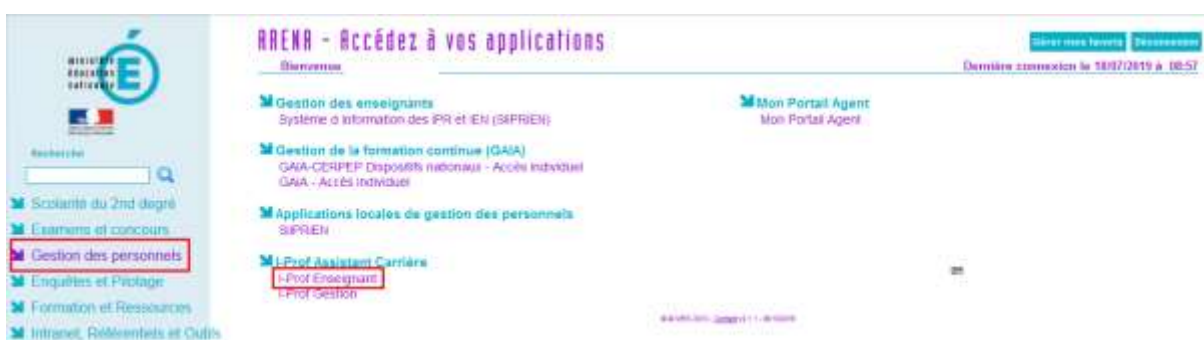 MINISTÈRE
ÉDUCATION
NATIONALE
Recherche
Scolarité du 2nd degré
Examens et concours
Gestion des personnels
Enquêtes et Pilotage
Formation et Ressources
Intranet, Référentiels et Outils
ARENA - Accédez à vos applications
Gérer mes favoris
Déconnexion
Bienvenue
Dernière connexion le 18/07/2019 à 08:57
Gestion des enseignants
Système d information des IPR et IEN (SIIPRIEN)
Gestion de la formation continue (GAIA)
GAIA-CERPEP Dispositifs nationaux - Accès individuel
GAIA - Accès individuel
Applications locales de gestion des personnels
SIIPRIEN
I-Prof Assistant Carrière
I-Prof Enseignant
I-Prof Gestion
Mon Portail Agent
Mon Portail Agent